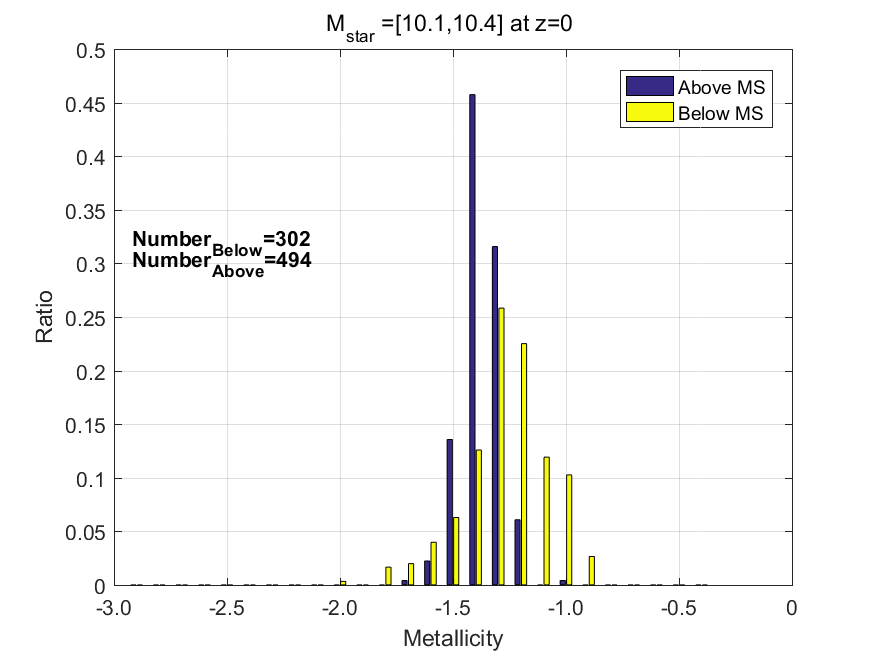 M_star =[10.1,10.4] at z=0
Above MS
Below MS
Number_Below=302
Number_Above=494
Ratio
0.5
0.45
0.4
0.35
0.3
0.25
0.2
0.15
0.1
0.05
0
-3.0 -2.5 -2.0 -1.5 -1.0 -0.5 0
Metallicity